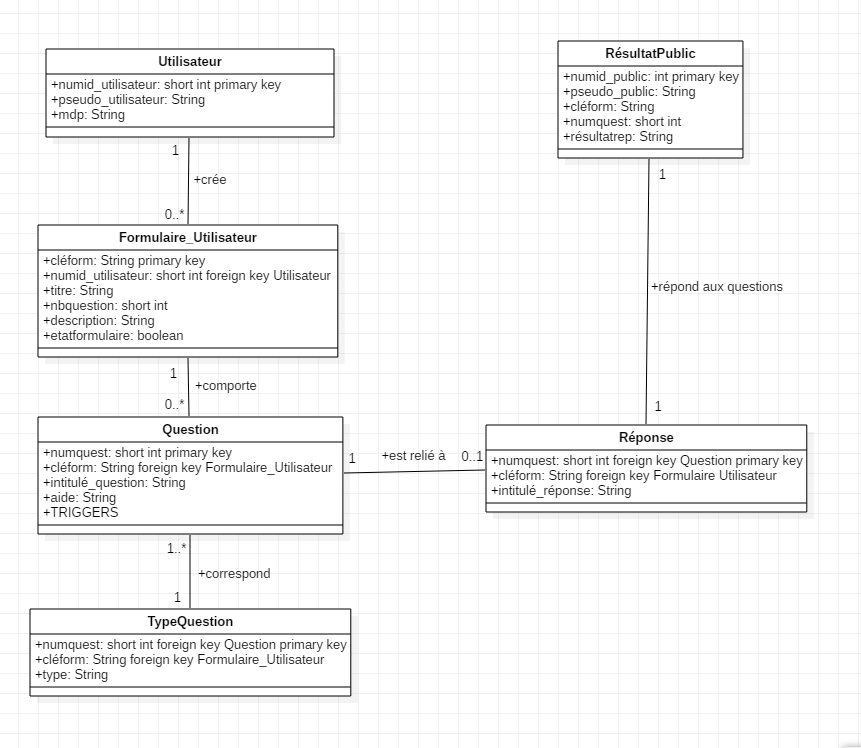 Utilisateur
+numid_utilisateur: short int primary key
+pseudo_utilisateur: String
+mdp: String
1
+crée
0..*
Formulaire_Utilisateur
+cléform: String primary key
+numid_utilisateur: short int foreign key Utilisateur
+titre: String
+nbquestion: short int
+description: String
+etatformulaire: boolean
1
+comporte
0..*
Question
+numquest: short int primary key
+cléform: String foreign key Formulaire_Utilisateur
+intitulé_question: String
+aide: String
+TRIGGERS
1..*
+correspond
1
TypeQuestion
+numquest: short int foreign key Question primary key
+cléform: String foreign key Formulaire_Utilisateur
+type: String
1
+est relié à
0..1
RésultatPublic
+numid_public: int primary key
+pseudo_public: String
+cléform: String
+numquest: short int
+résultatrep: String
1
+répond aux questions
1
Réponse
+numquest: short int foreign key Question primary key
+cléform: String foreign key Formulaire Utilisateur
+intitulé_réponse: String